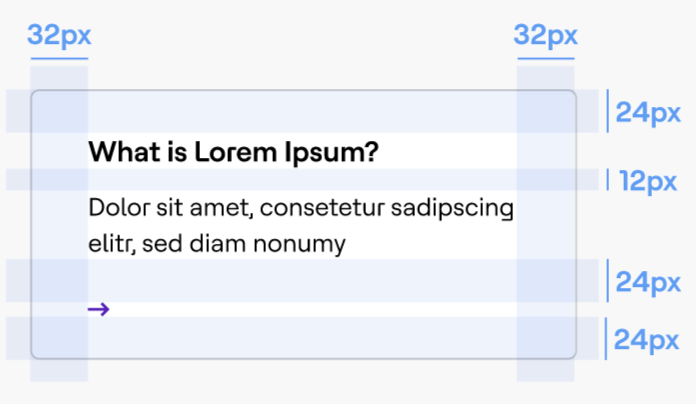 32px
32px
24px
What is Lorem Ipsum?
12px
Dolor sit amet, consetetur sadipscing
elitr, sed diam nonumy
24px
→
24px